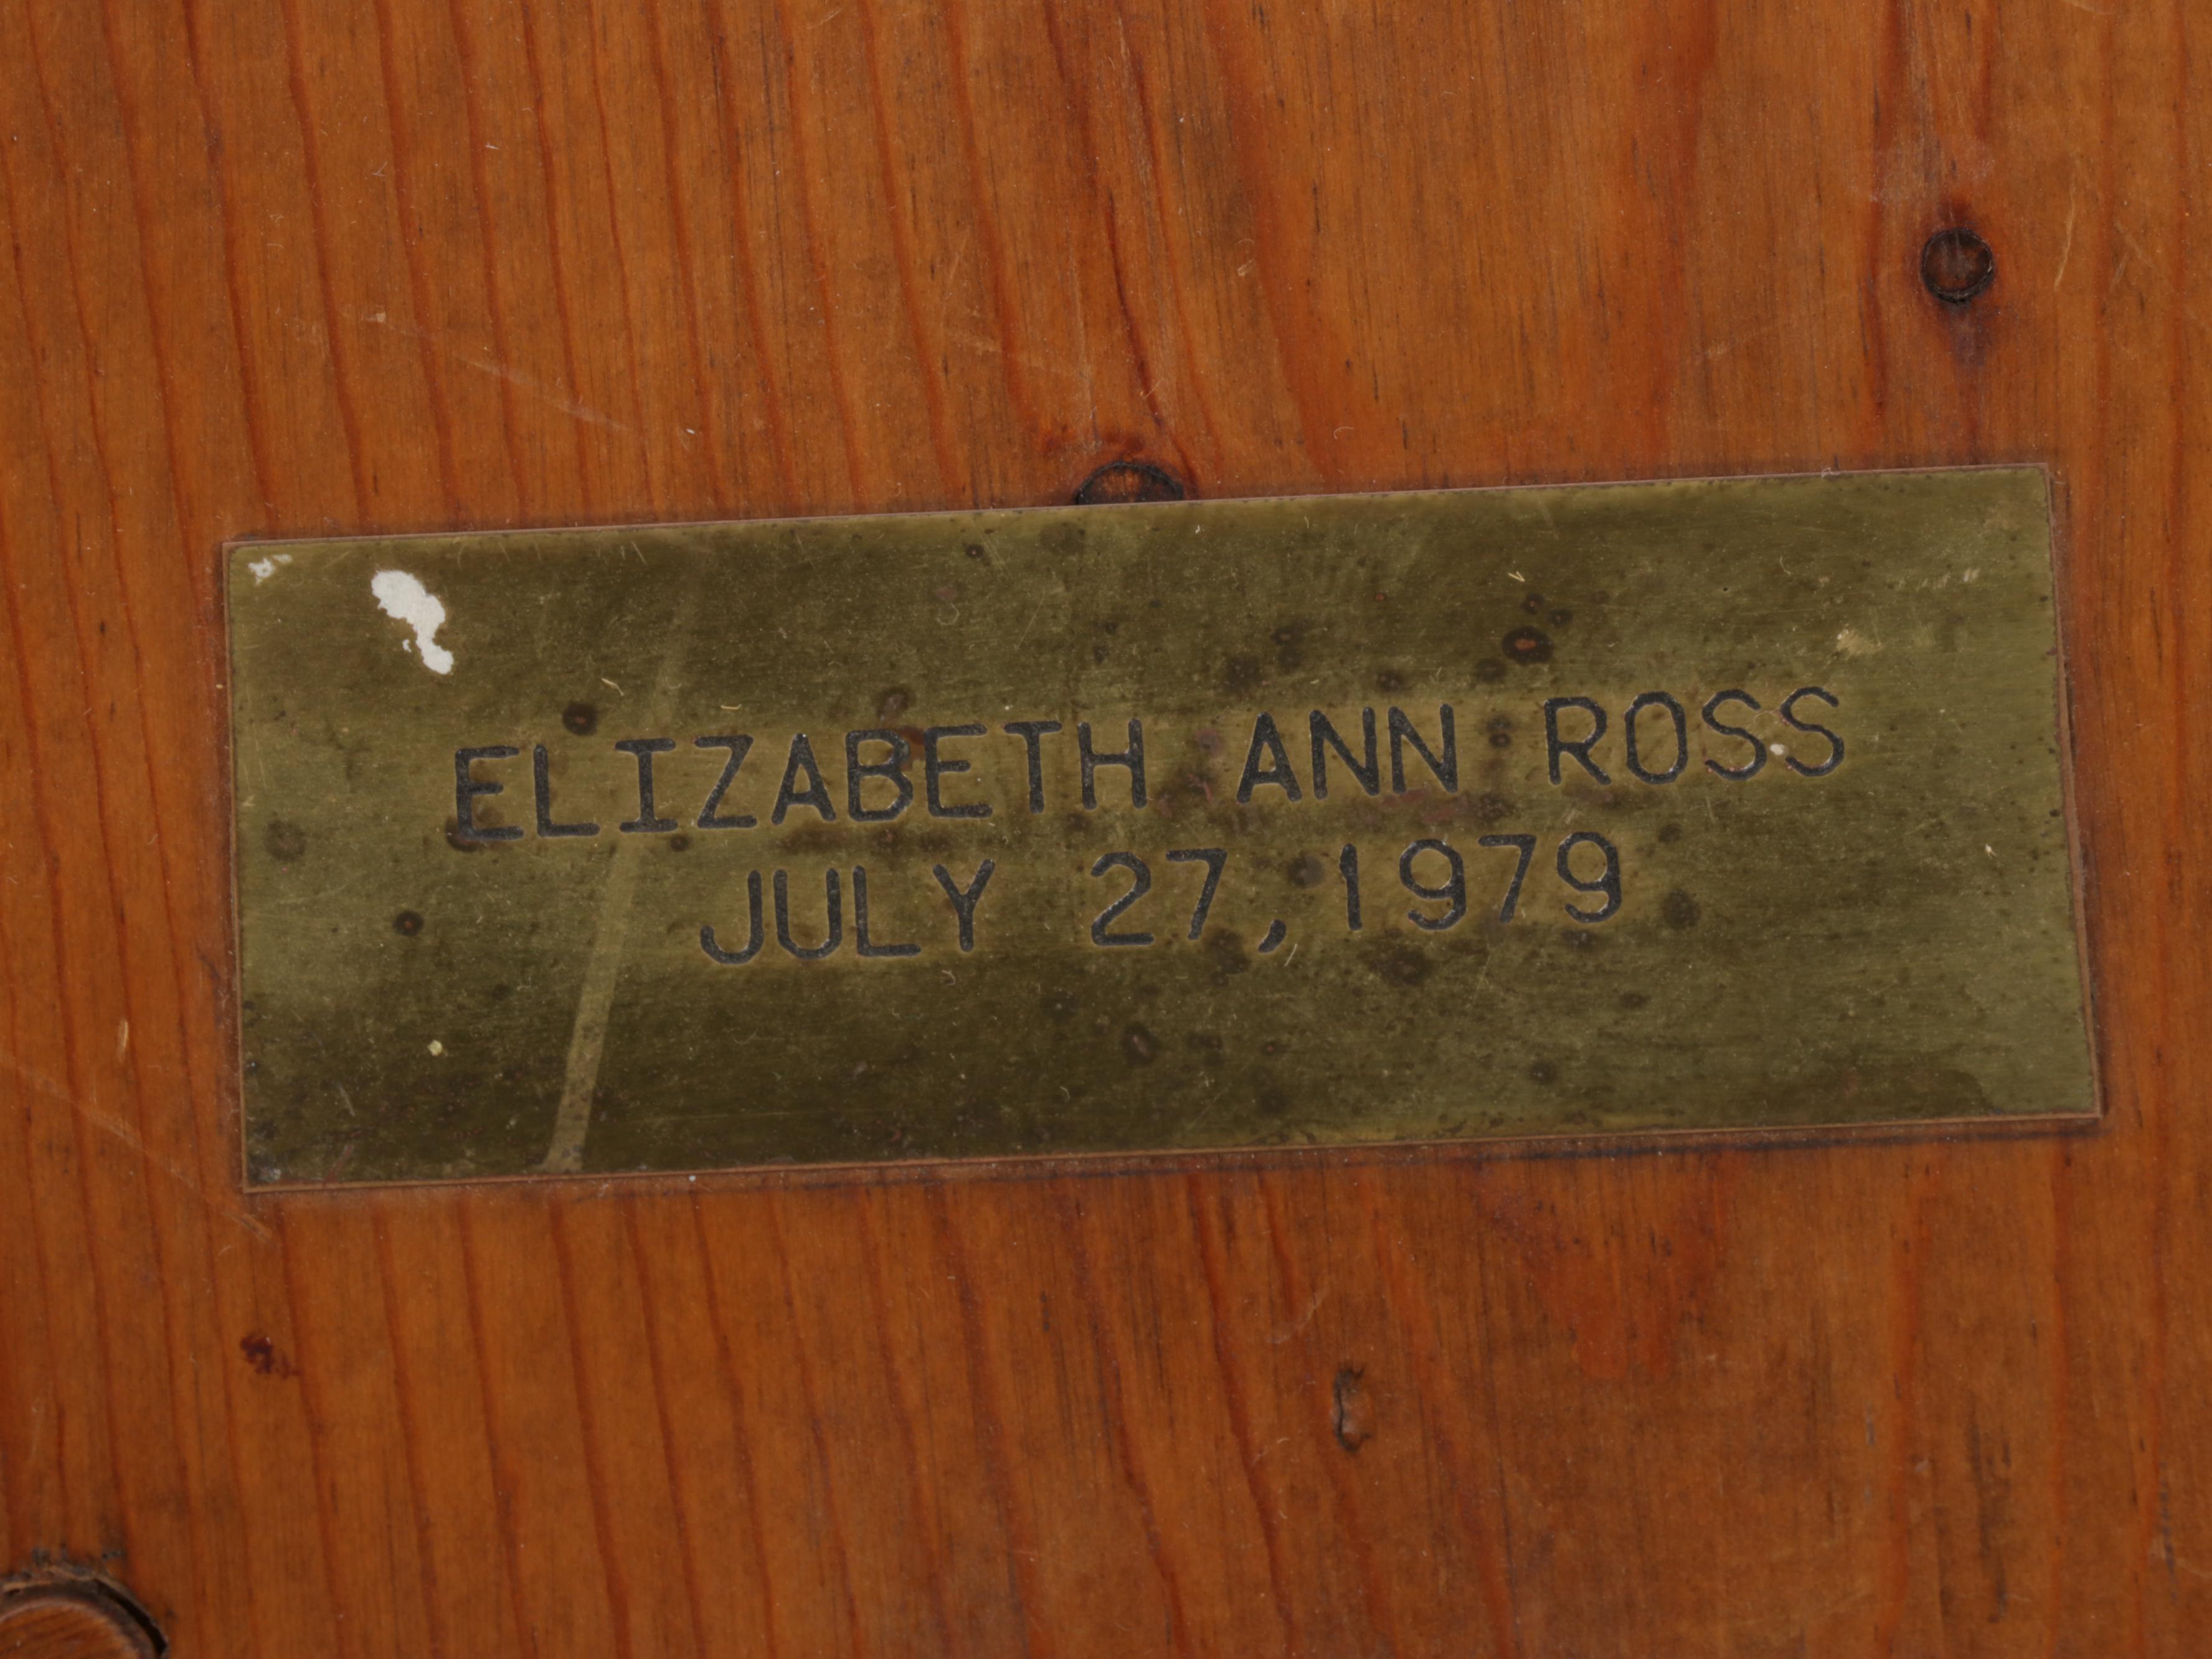 ELIZABETH ANN ROSS
JULY 27, 1979